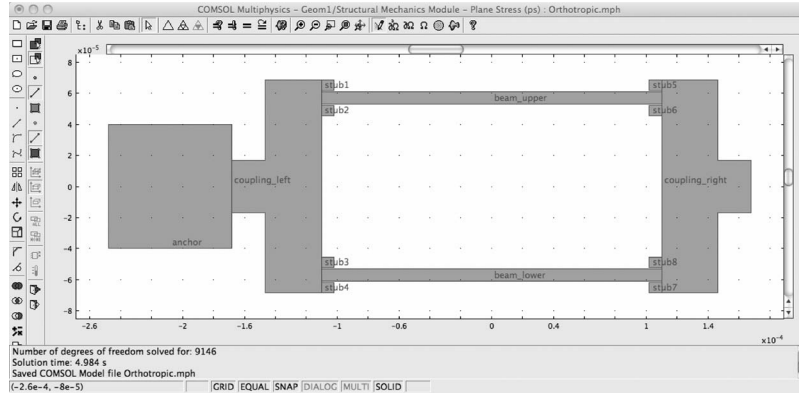 COMSOL Multiphysics - Geom1/Structural Mechanics Module - Plane Stress (ps) : Orthotropic.mph
x10⁻⁵
8
stub1
stub5
beam_upper
6
stub2
stub6
4
2
coupling_left
coupling_right
0
-2
anchor
-4
stub3
stub8
beam_lower
-6
stub4
stub7
-8
-2.6
-2
-1.6
-1
-0.6
0
0.4
1
1.4
x10⁻⁴
Number of degrees of freedom solved for: 9146
Solution time: 4.984 s
Saved COMSOL Model file Orthotropic.mph
(-2.6e-4, -8e-5) GRID EQUAL SNAP DIALOG MULTI SOLID